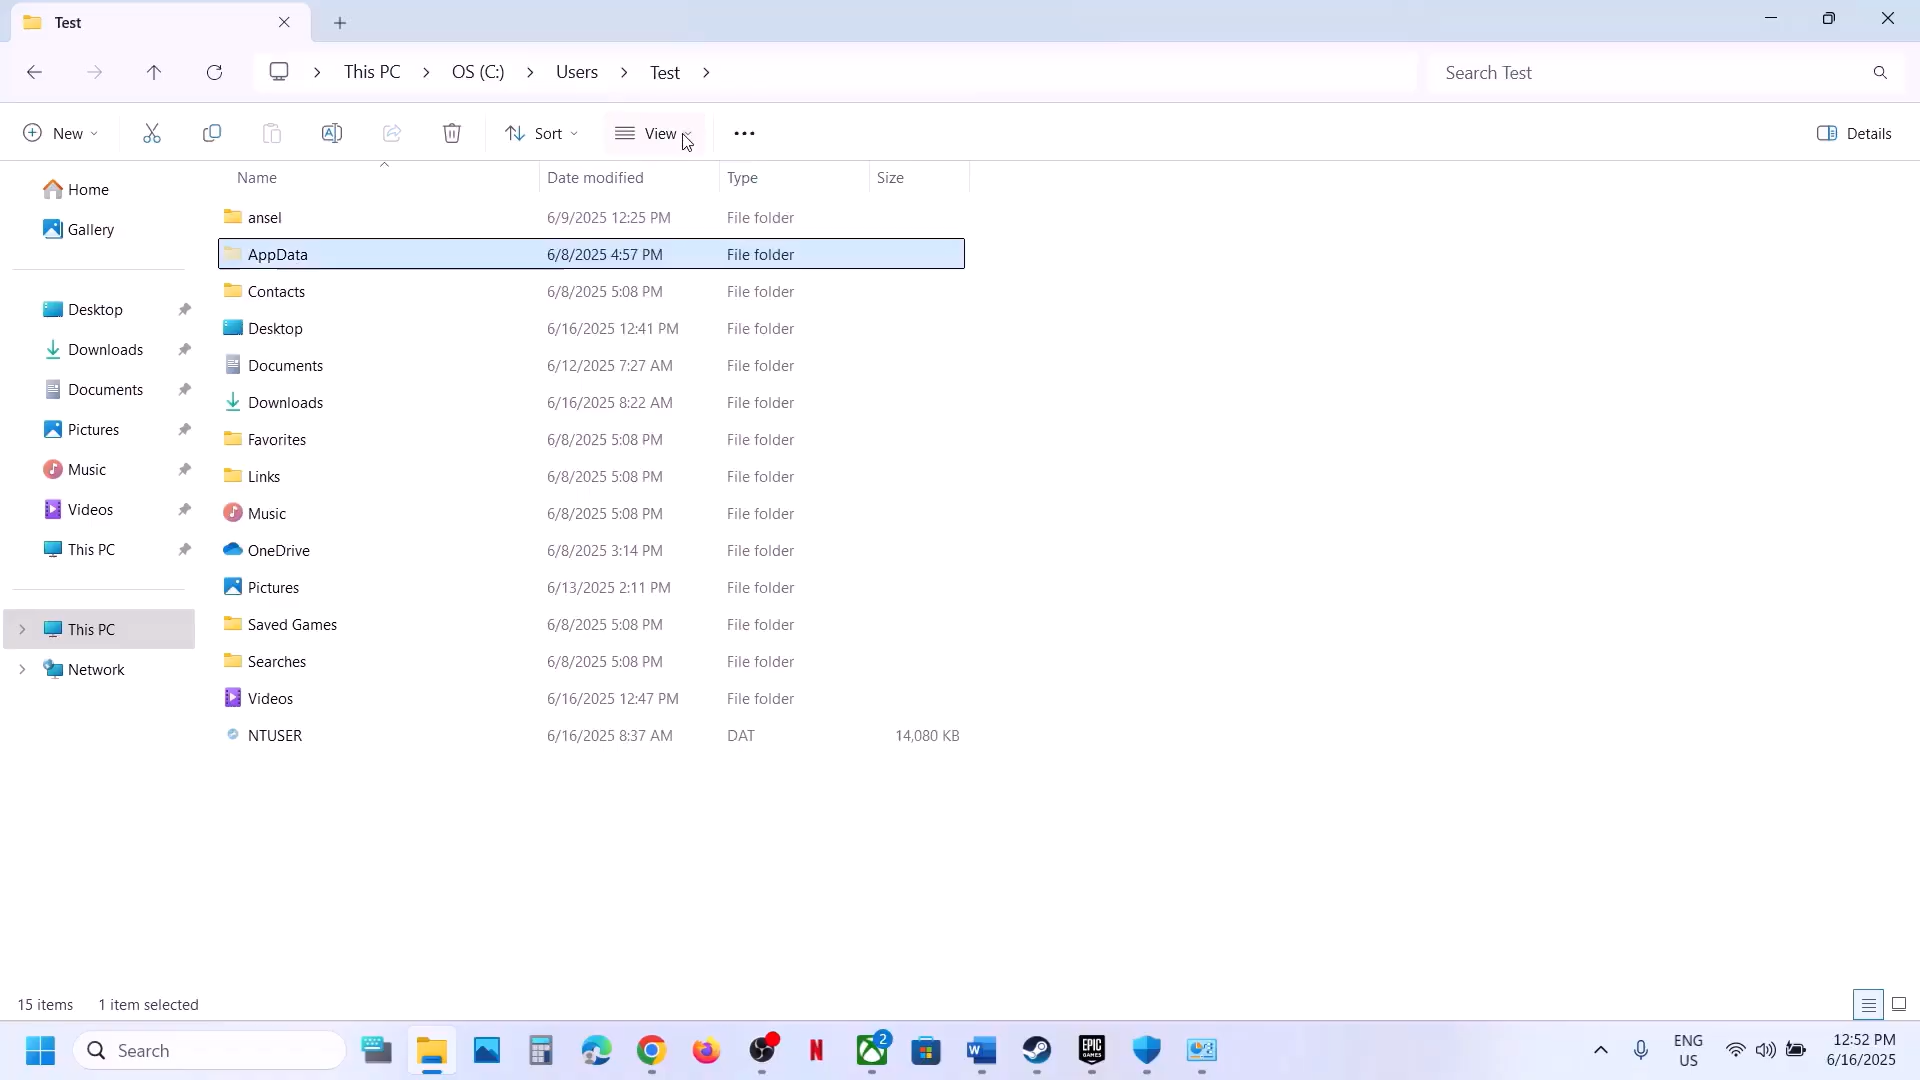 Test
This PC > OS (C:) > Users > Test >
Search Test
New
Sort
View
Details
Name Date modified Type Size
Home
Gallery
Desktop
Downloads
Documents
Pictures
Music
Videos
This PC
This PC
Network
ansel 6/9/2025 12:25 PM File folder
AppData 6/8/2025 4:57 PM File folder
Contacts 6/8/2025 5:08 PM File folder
Desktop 6/16/2025 12:41 PM File folder
Documents 6/12/2025 7:27 AM File folder
Downloads 6/16/2025 8:22 AM File folder
Favorites 6/8/2025 5:08 PM File folder
Links 6/8/2025 5:08 PM File folder
Music 6/8/2025 5:08 PM File folder
OneDrive 6/8/2025 3:14 PM File folder
Pictures 6/13/2025 2:11 PM File folder
Saved Games 6/8/2025 5:08 PM File folder
Searches 6/8/2025 5:08 PM File folder
Videos 6/16/2025 12:47 PM File folder
NTUSER 6/16/2025 8:37 AM DAT 14,080 KB
15 items 1 item selected
Search
N
2
W
EPIC
GAMES
ENG
US
12:52 PM
6/16/2025